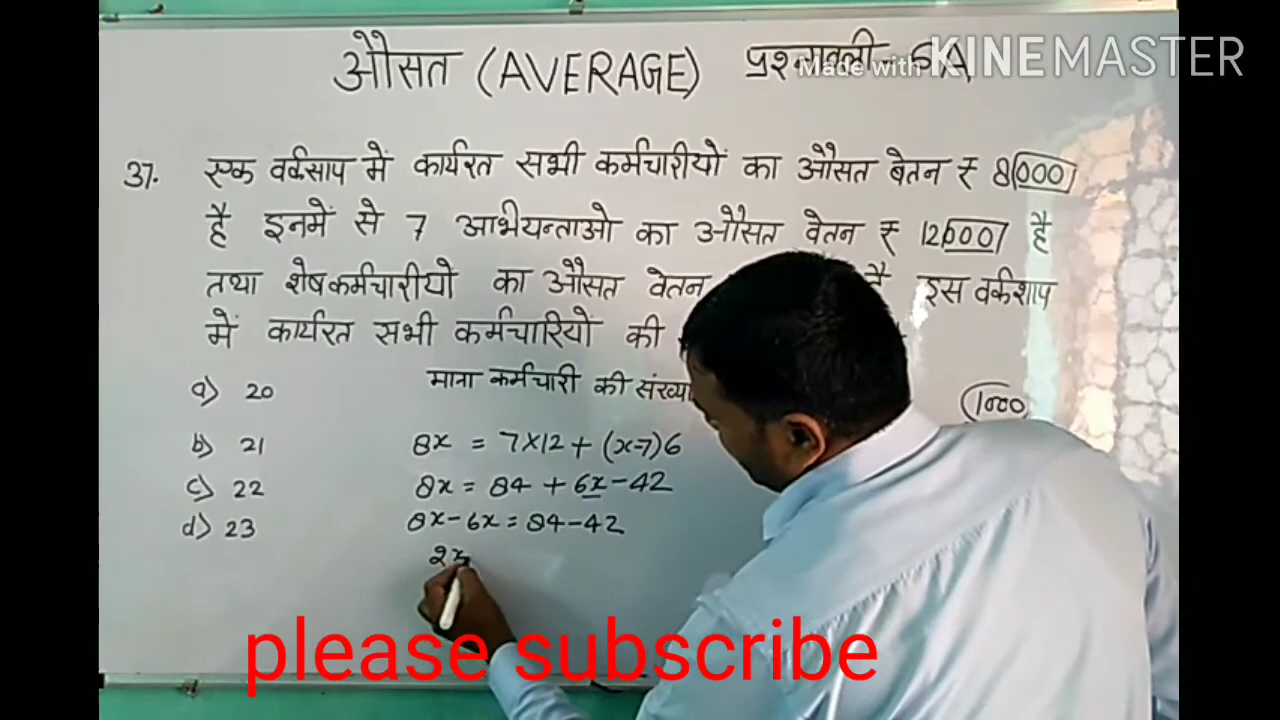 औसत (AVERAGE) प्रश्नावली-6A
Made with KINEMASTER
37. एक वर्कसाप में कार्यरत सभी कर्मचारीयों का औसत बेतन ₹ 8000
है इनमें से 7 आभीयन्ताओ का औसत वेतन ₹ 12000 है
तथा शेष कर्मचारीयो का औसत वेतन है इस वर्कशाप
में कार्यरत सभी कर्मचारियों की
a) 20
b) 21
c) 22
d) 23
माना कर्मचारी की संख्या
1000
8x = 7×12 + (x-7)6
8x = 84 + 6x - 42
8x - 6x = 84 - 42
2x
please subscribe